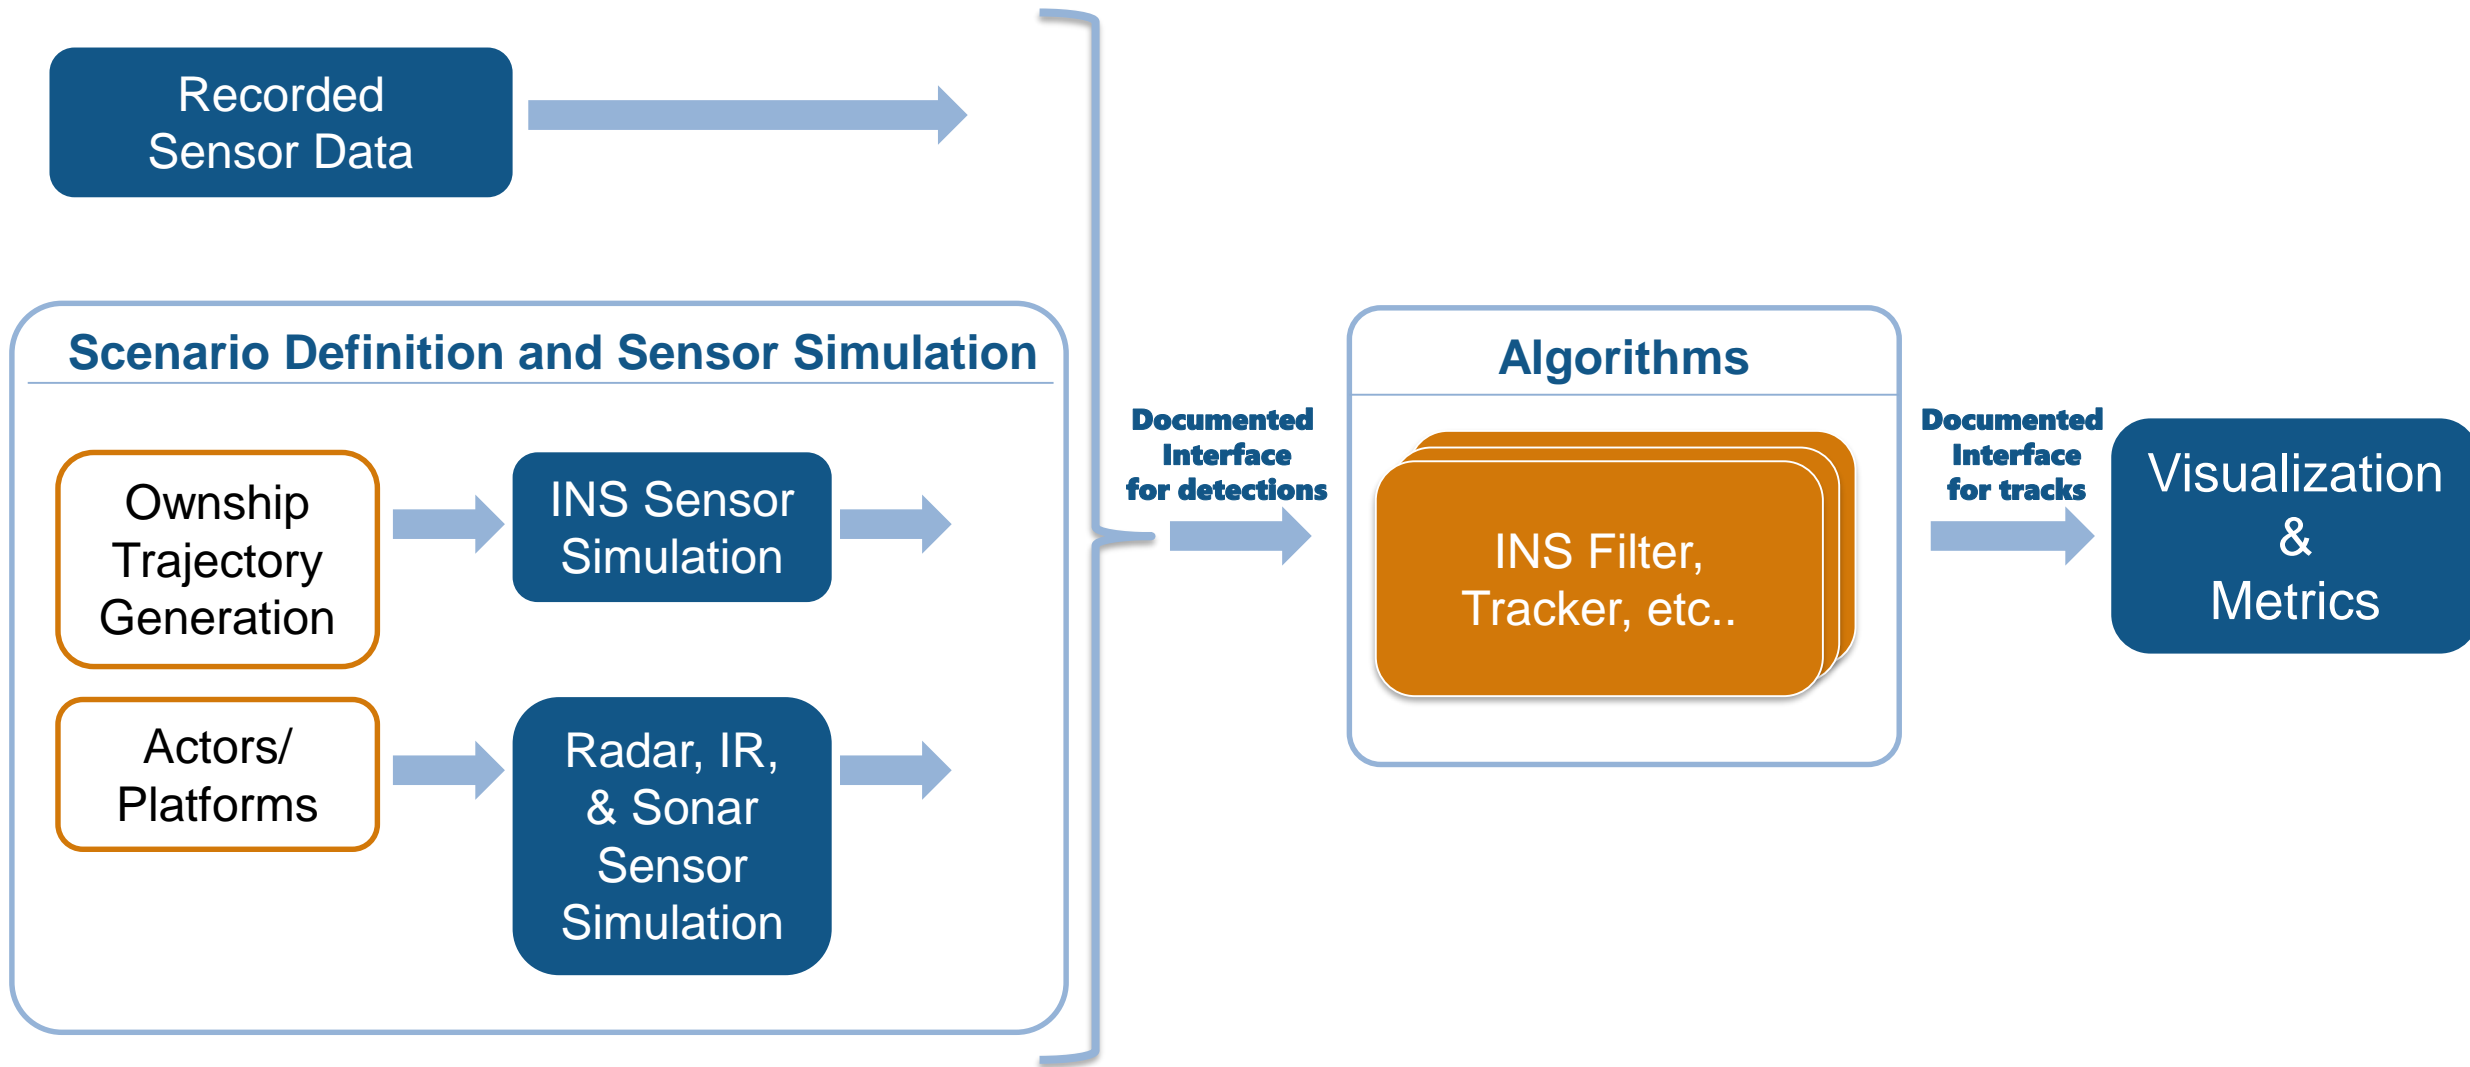 Recorded
Sensor Data
Scenario Definition and Sensor Simulation
Ownship
Trajectory
Generation
INS Sensor
Simulation
Actors/
Platforms
Radar, IR,
& Sonar
Sensor
Simulation
Documented
Interface
for detections
Algorithms
INS Filter,
Tracker, etc..
Documented
Interface
for tracks
Visualization
&
Metrics